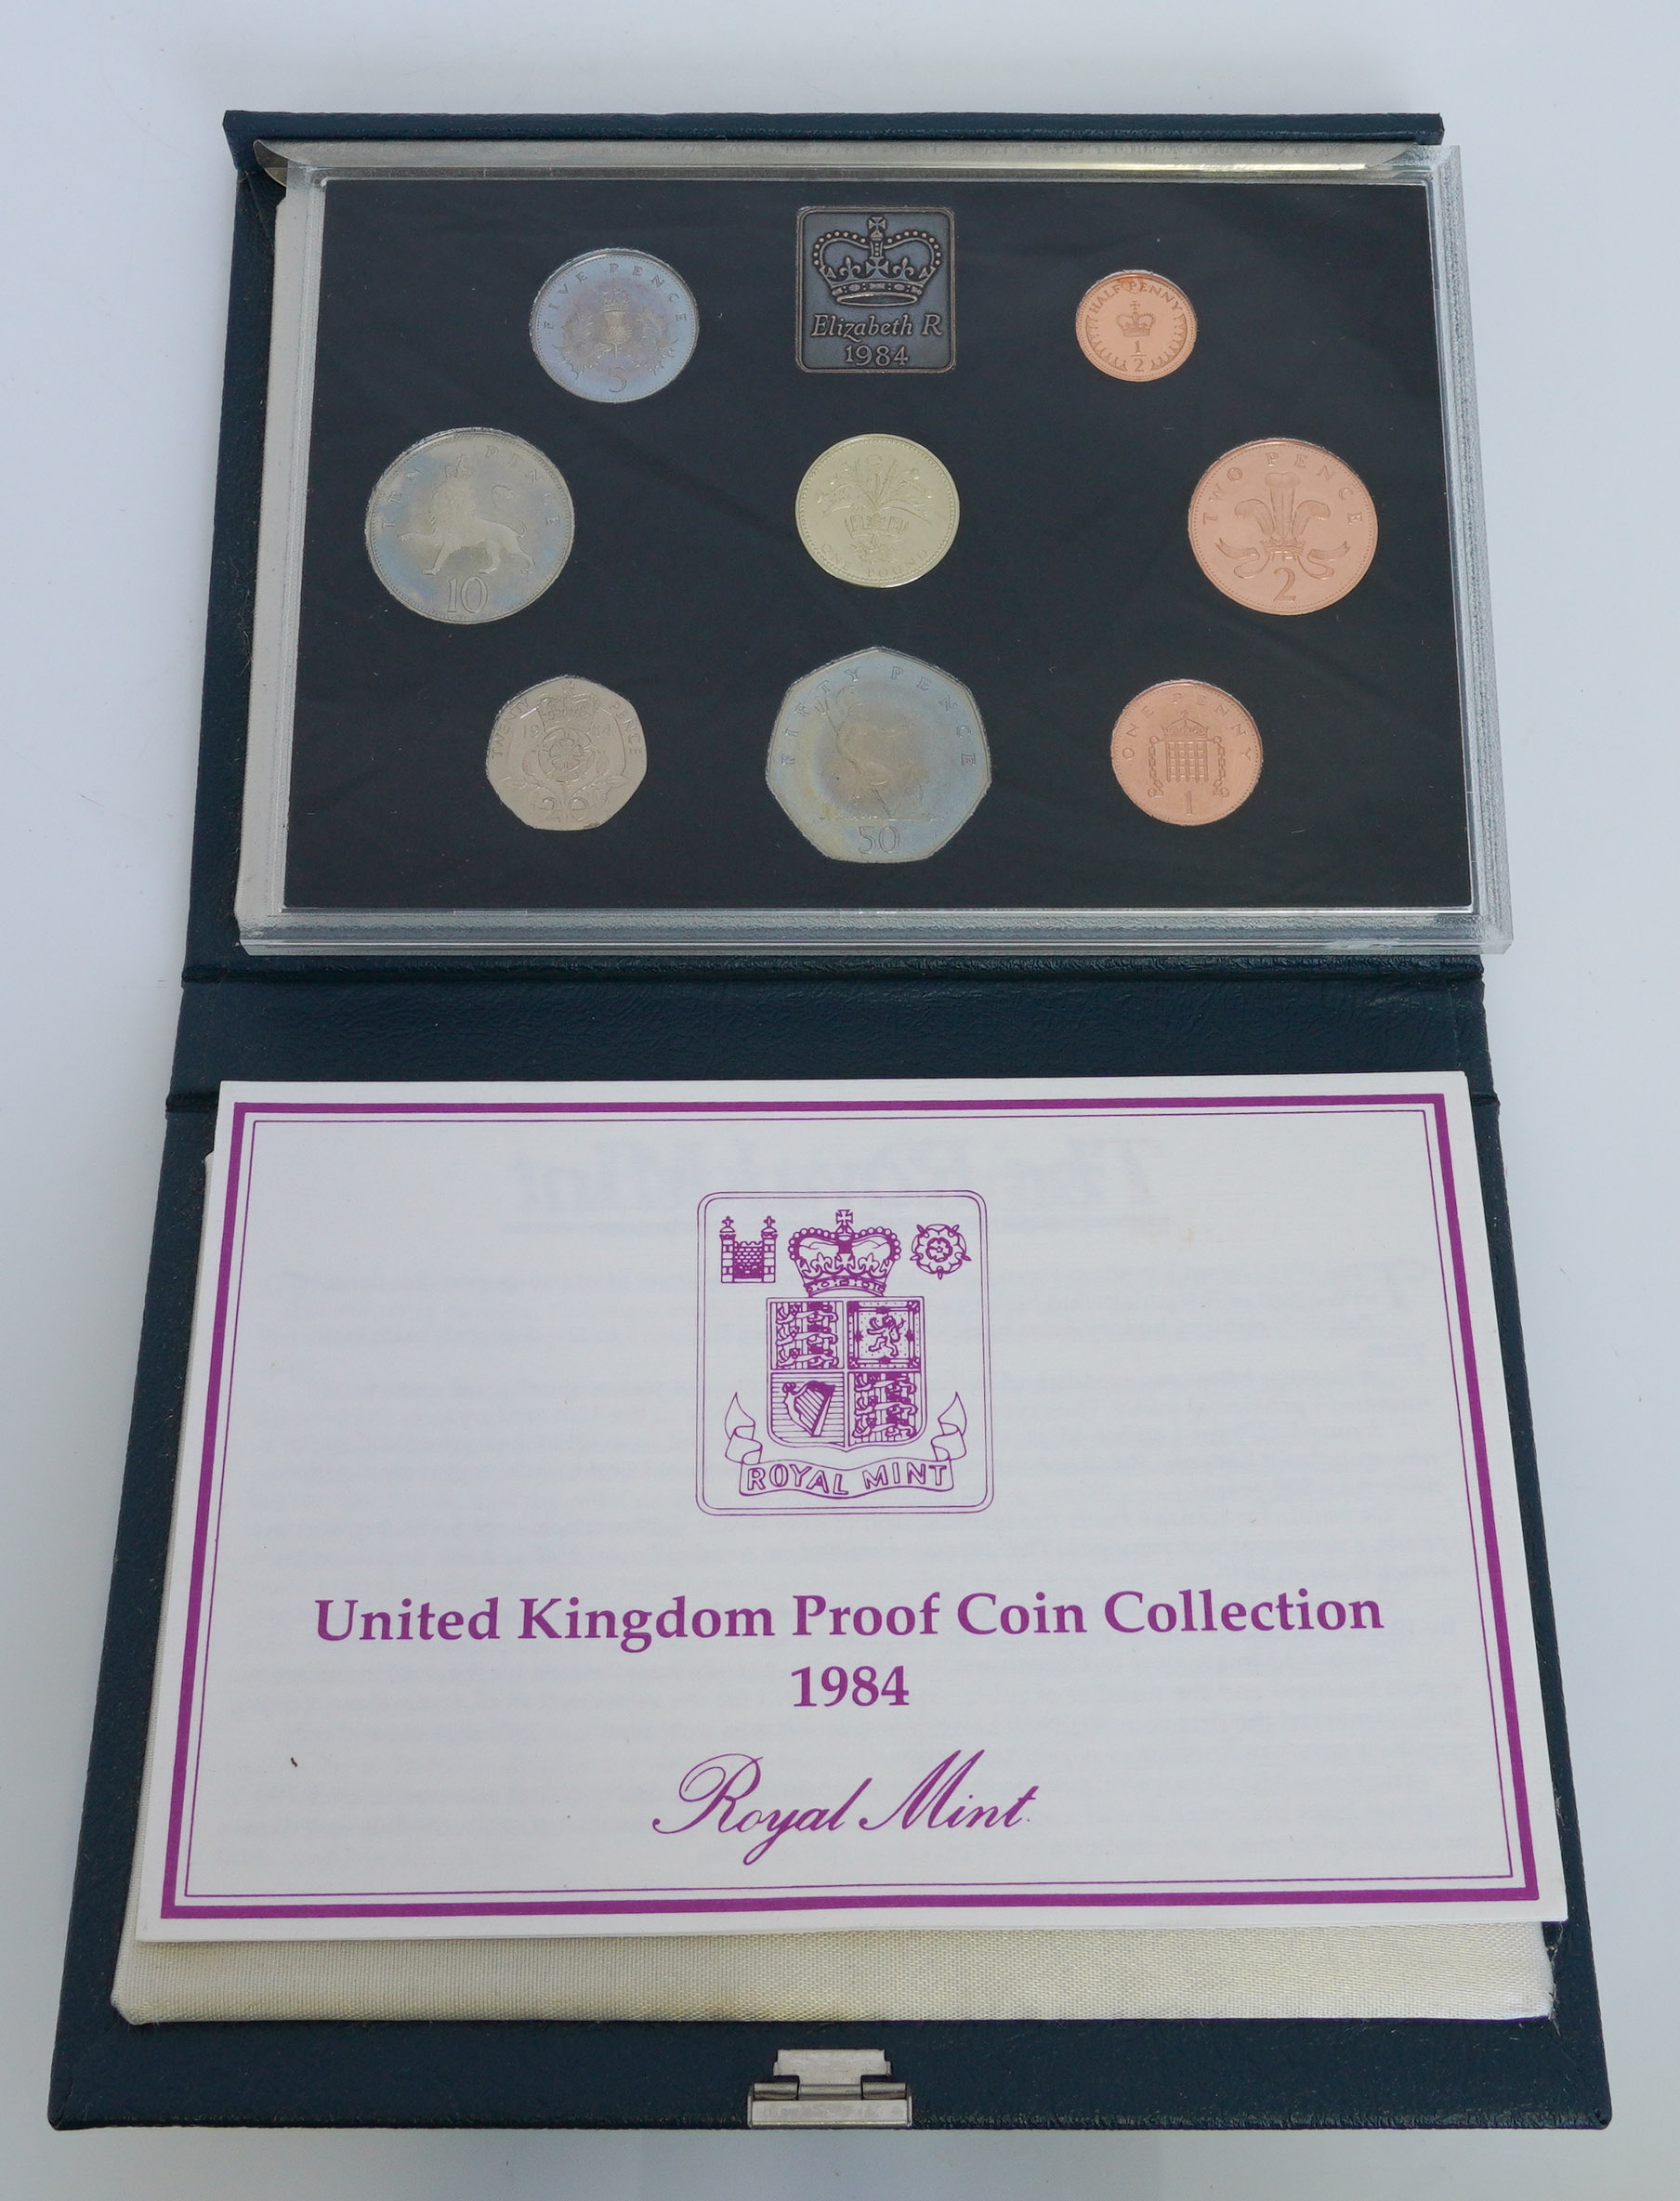 FIVE PENCE
5
Elizabeth R
1984
HALF PENNY
1
2
TEN PENCE
10
ONE POUND
TWO PENCE
2
TWENTY PENCE
1984
20
FIFTY PENCE
50
ONE PENNY
1
ROYAL MINT
United Kingdom Proof Coin Collection
1984
Royal Mint